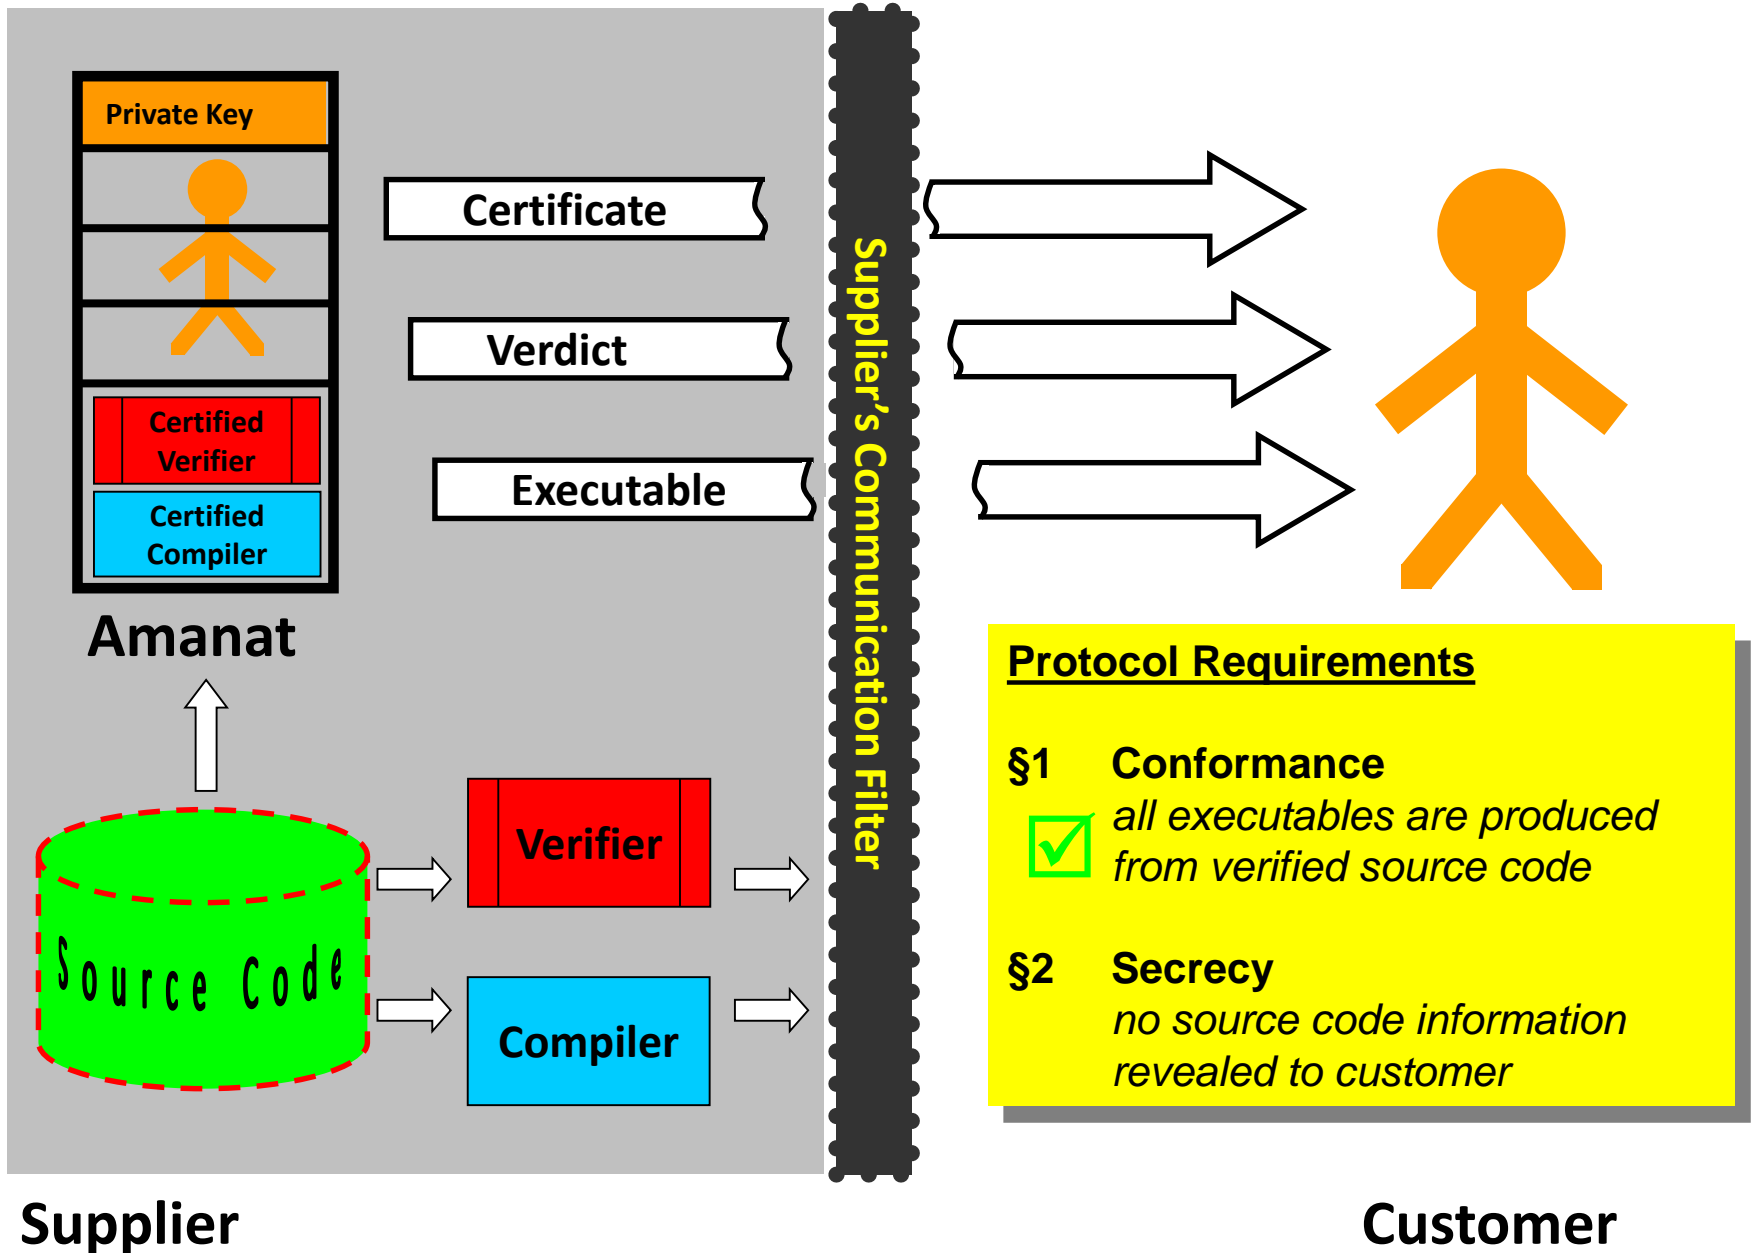 Private Key
Certified
Verifier
Certified
Compiler
Amanat
Certificate
Verdict
Executable
Source Code
Verifier
Compiler
Supplier's Communication Filter
Protocol Requirements
§1 Conformance
all executables are produced
from verified source code
§2 Secrecy
no source code information
revealed to customer
Supplier
Customer